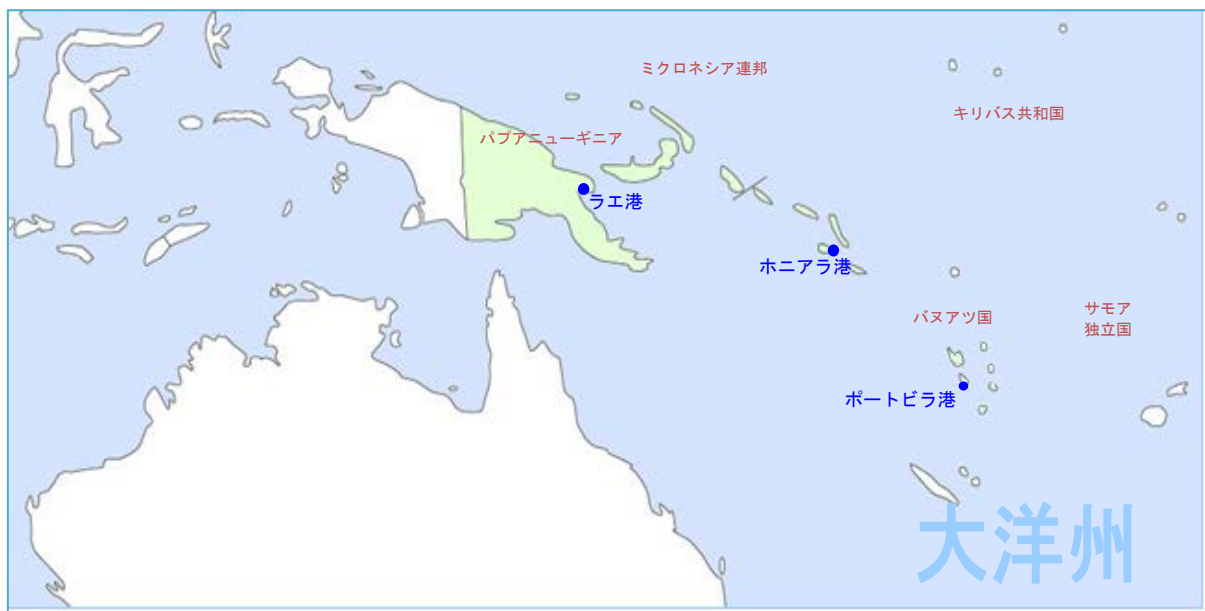 ミクロネシア連邦
キリバス共和国
パプアニューギニア
ラエ港
ホニアラ港
バヌアツ国
サモア
独立国
ポートビラ港
大洋州